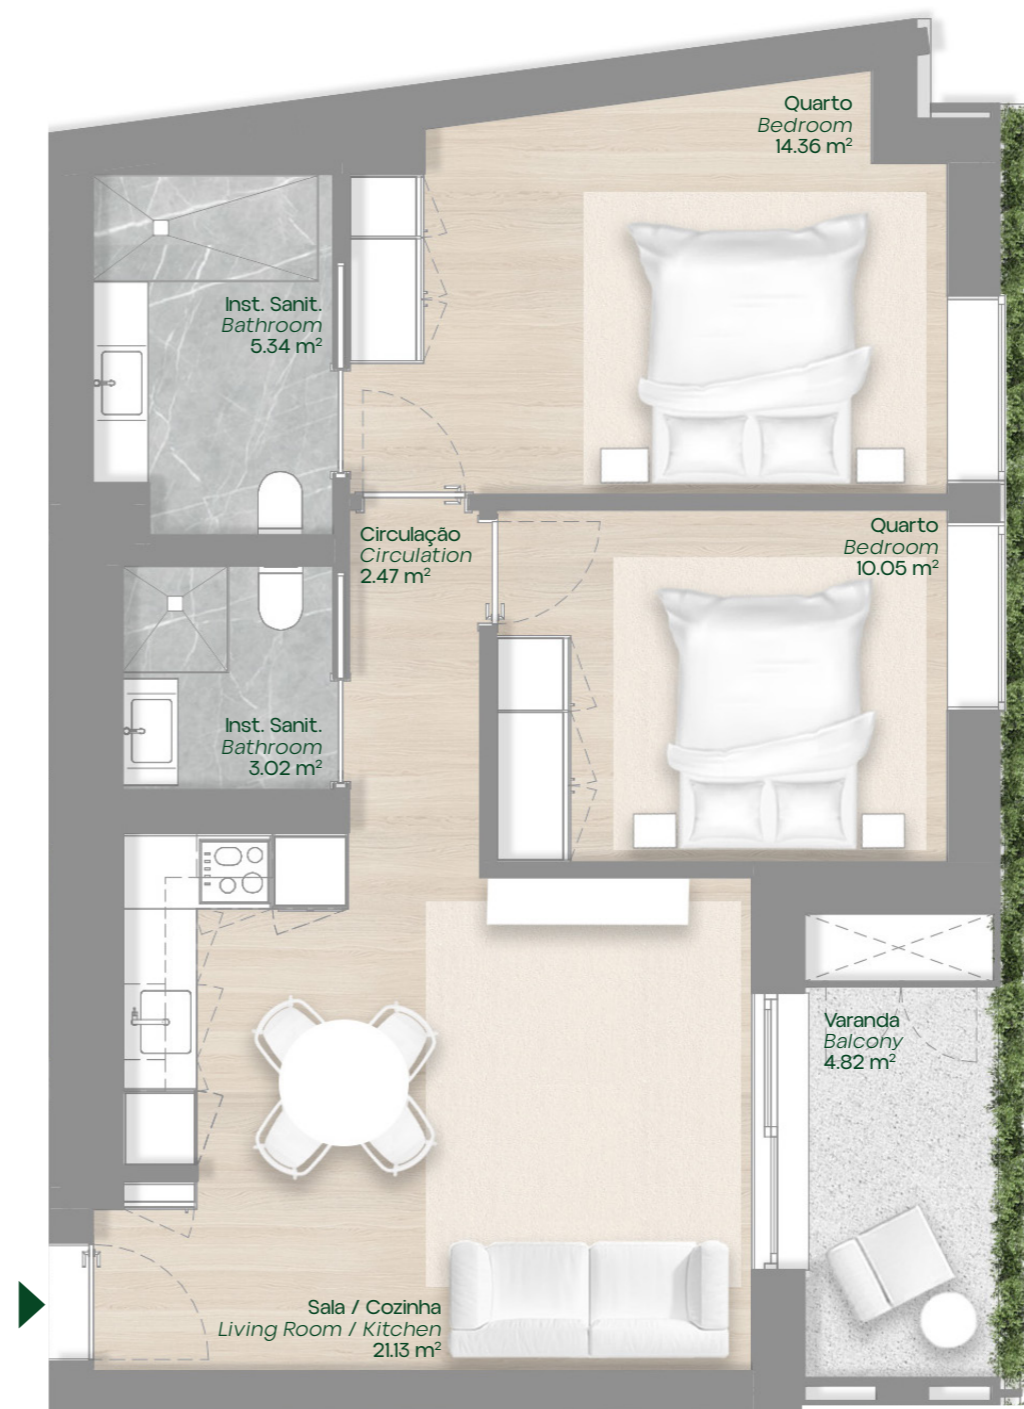 Quarto
Bedroom
14.36 m²
Inst. Sanit.
Bathroom
5.34 m²
Circulação
Circulation
2.47 m²
Quarto
Bedroom
10.05 m²
Inst. Sanit.
Bathroom
3.02 m²
Varanda
Balcony
4.82 m²
Sala / Cozinha
Living Room / Kitchen
21.13 m²